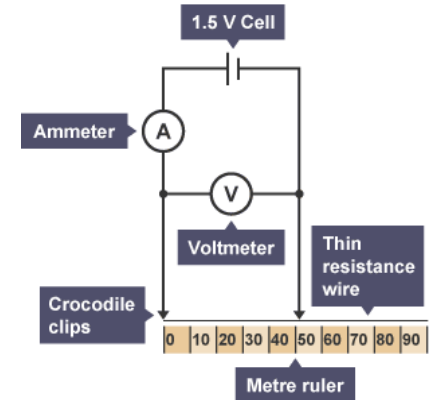 1.5 V Cell
Ammeter
A
V
Voltmeter
Thin
resistance
wire
Crocodile
clips
0 10 20 30 40 50 60 70 80 90
Metre ruler